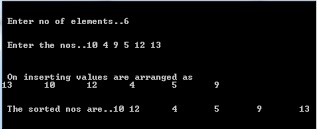 Enter no of elements..6
Enter the nos..10 4 9 5 12 13
On inserting values are arranged as
13 10 12 4 5 9
The sorted nos are..10 12 4 5 9 13